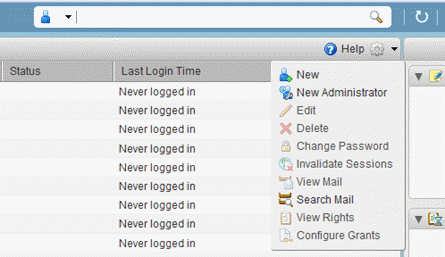 Help
Status Last Login Time
Never logged in
Never logged in
Never logged in
Never logged in
Never logged in
Never logged in
Never logged in
Never logged in
Never logged in
New
New Administrator
Edit
Delete
Change Password
Invalidate Sessions
View Mail
Search Mail
View Rights
Configure Grants